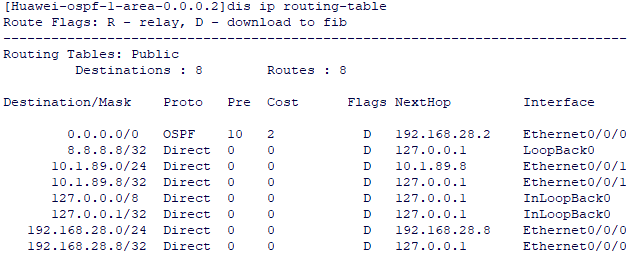 [Huawei-ospf-1-area-0.0.0.2]dis ip routing-table
Route Flags: R - relay, D - download to fib
------------------------------------------------------------------------------
Routing Tables: Public
         Destinations : 8        Routes : 8

Destination/Mask    Proto  Pre  Cost      Flags NextHop         Interface

        0.0.0.0/0   OSPF   10   2           D   192.168.28.2    Ethernet0/0/0
        8.8.8.8/32  Direct 0    0           D   127.0.0.1       LoopBack0
      10.1.89.0/24  Direct 0    0           D   10.1.89.8       Ethernet0/0/1
      10.1.89.8/32  Direct 0    0           D   127.0.0.1       Ethernet0/0/1
      127.0.0.0/8   Direct 0    0           D   127.0.0.1       InLoopBack0
      127.0.0.1/32  Direct 0    0           D   127.0.0.1       InLoopBack0
   192.168.28.0/24  Direct 0    0           D   192.168.28.8    Ethernet0/0/0
   192.168.28.8/32  Direct 0    0           D   127.0.0.1       Ethernet0/0/0